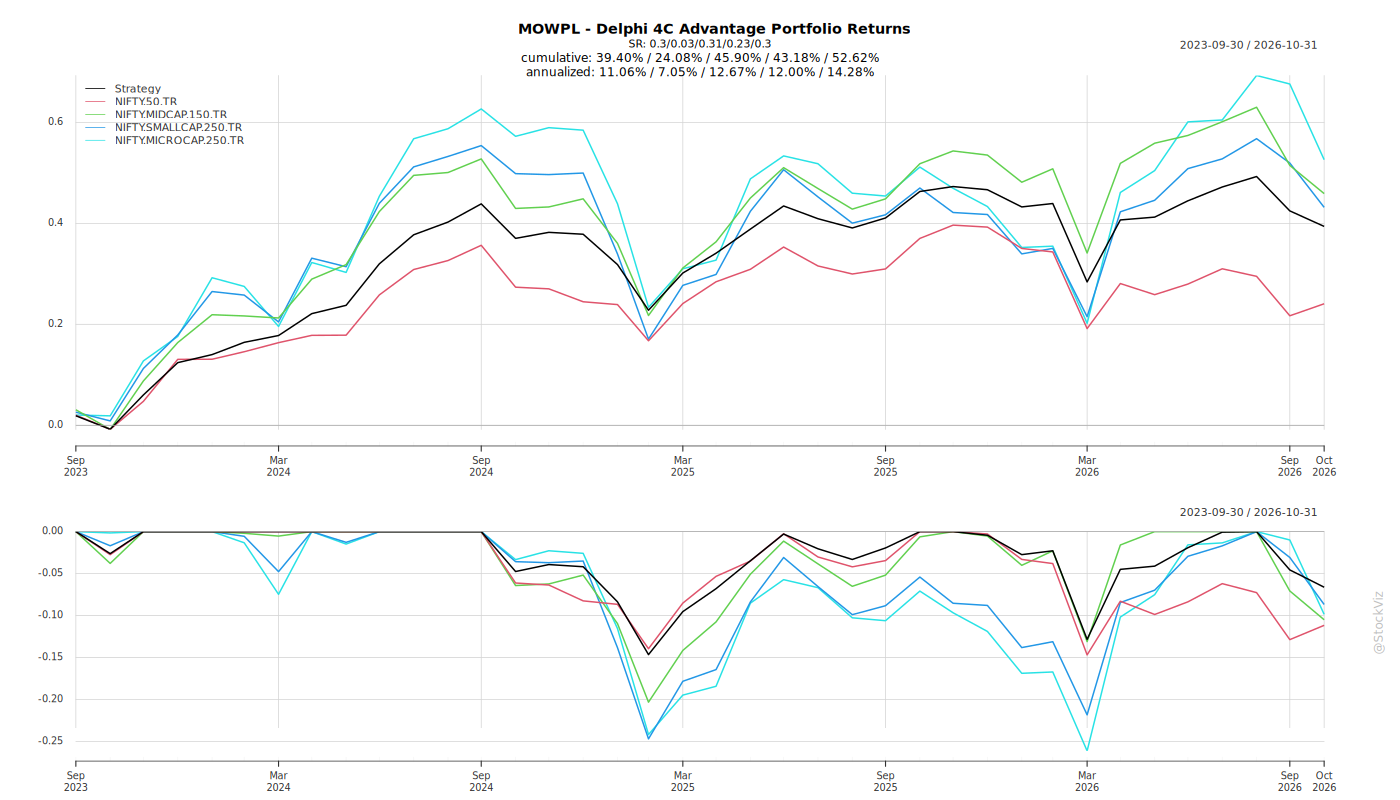 MOWPL - Delphi 4C Advantage Portfolio Returns
SR: 0.3/0.03/0.31/0.23/0.3
cumulative: 39.40% / 24.08% / 45.90% / 43.18% / 52.62%
annualized: 11.06% / 7.05% / 12.67% / 12.00% / 14.28%
2023-09-30 / 2026-10-31
Strategy
NIFTY.50.TR
NIFTY.MIDCAP.150.TR
NIFTY.SMALLCAP.250.TR
NIFTY.MICROCAP.250.TR
0.6
0.4
0.2
0.0
Sep Mar Sep Mar Sep Mar Sep Oct
2023 2024 2024 2025 2025 2026 2026 2026
2023-09-30 / 2026-10-31
0.00
-0.05
-0.10
-0.15
-0.20
-0.25
Sep Mar Sep Mar Sep Mar Sep Oct
2023 2024 2024 2025 2025 2026 2026 2026
@StockViz